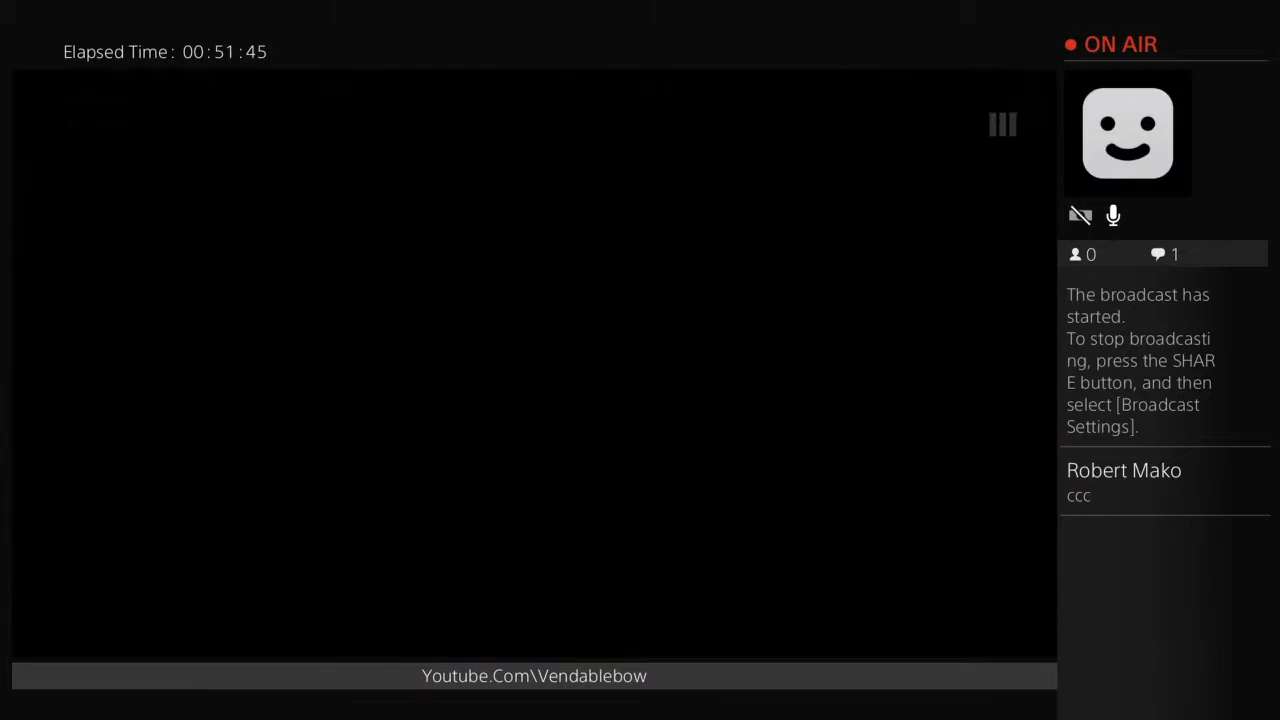 Elapsed Time: 00:51:45
ON AIR
0 1
The broadcast has
started.
To stop broadcasti
ng, press the SHAR
E button, and then
select [Broadcast
Settings].
Robert Mako
ccc
Youtube.Com\Vendablebow